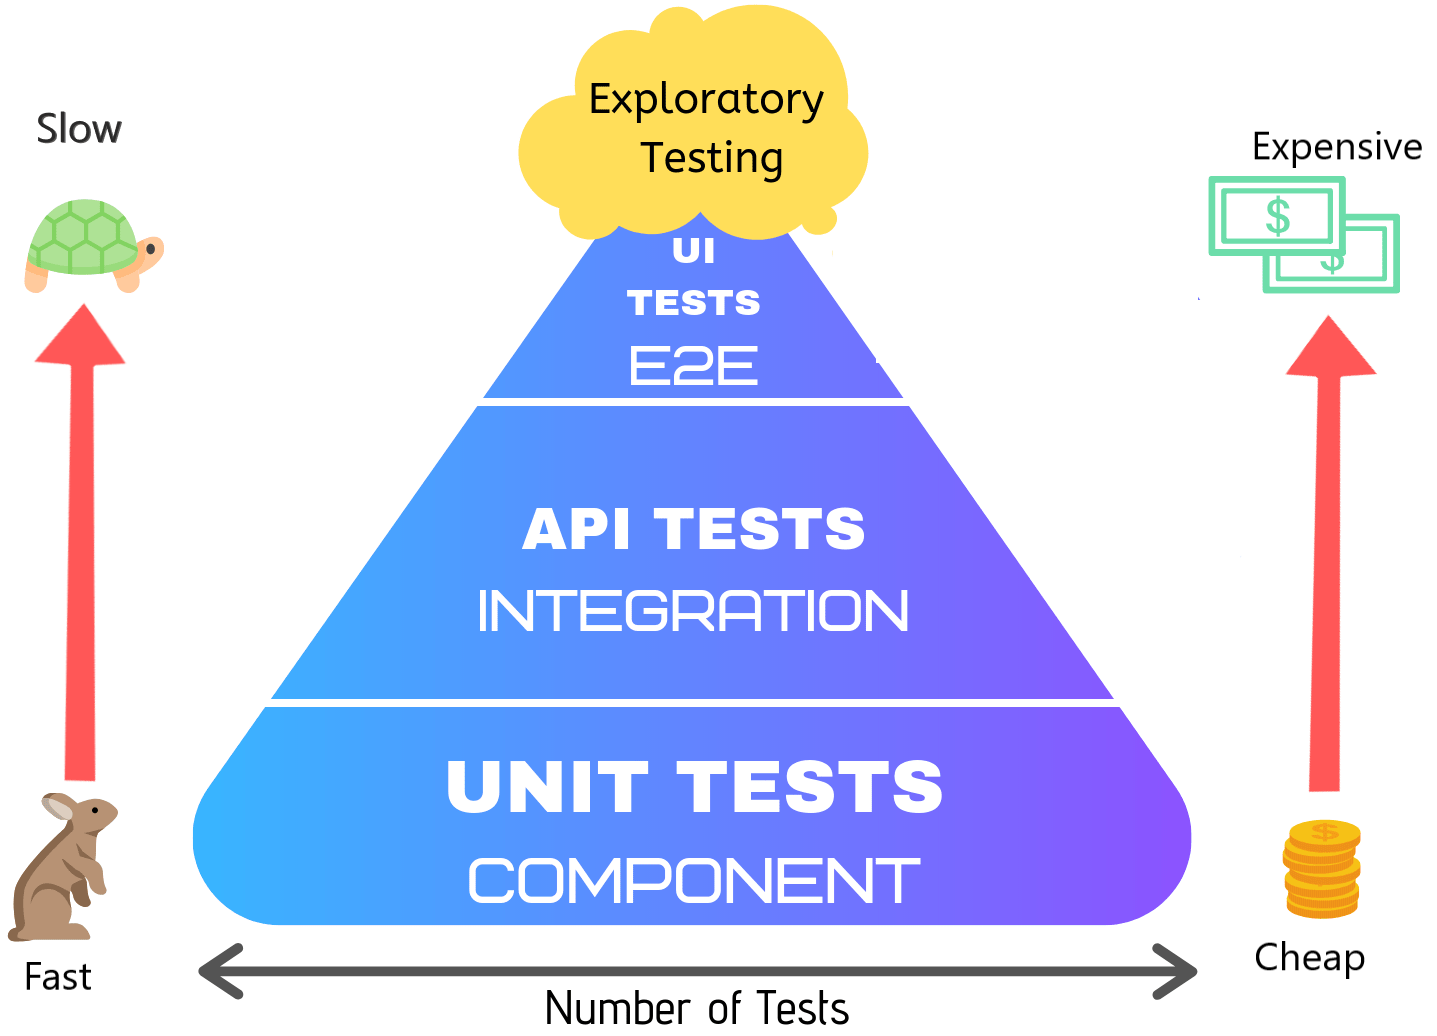 Exploratory
Testing
Slow
Expensive
$
$
UI
TESTS
E2E
API TESTS
INTEGRATION
UNIT TESTS
COMPONENT
$
Fast
Cheap
Number of Tests